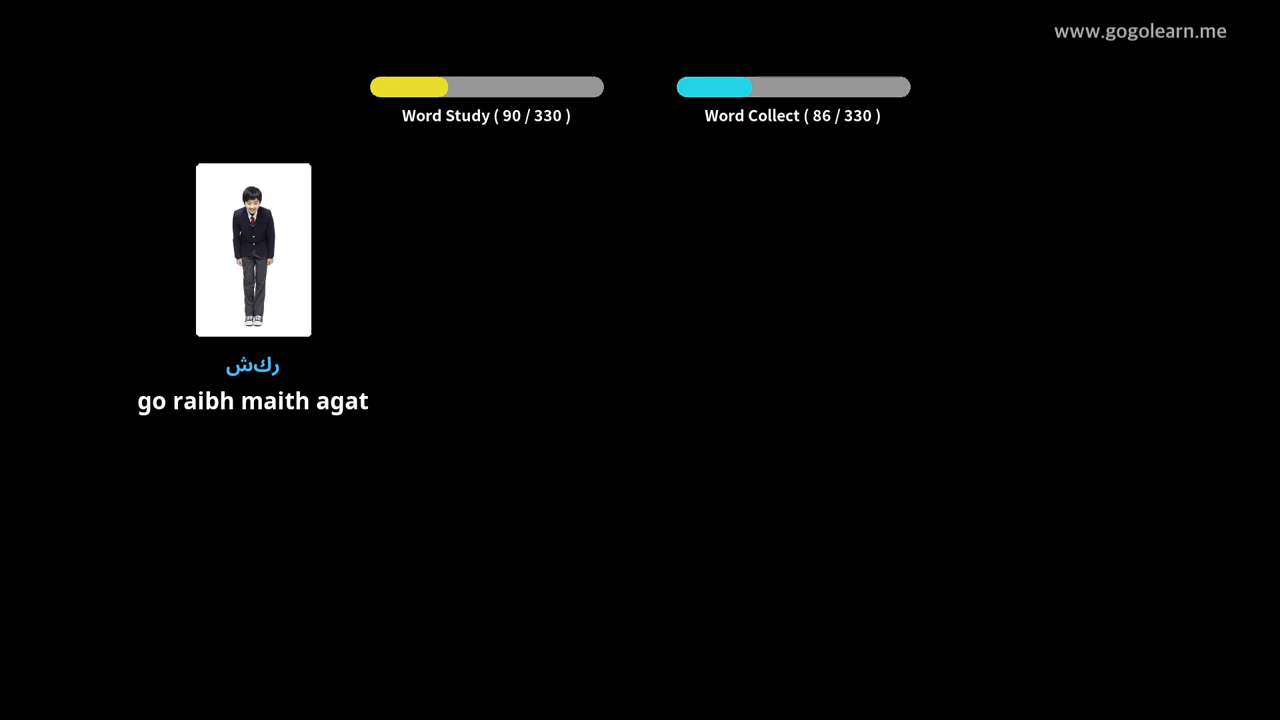 www.gogolearn.me
Word Study ( 90 / 330 )
Word Collect ( 86 / 330 )
ركش
go raibh maith agat